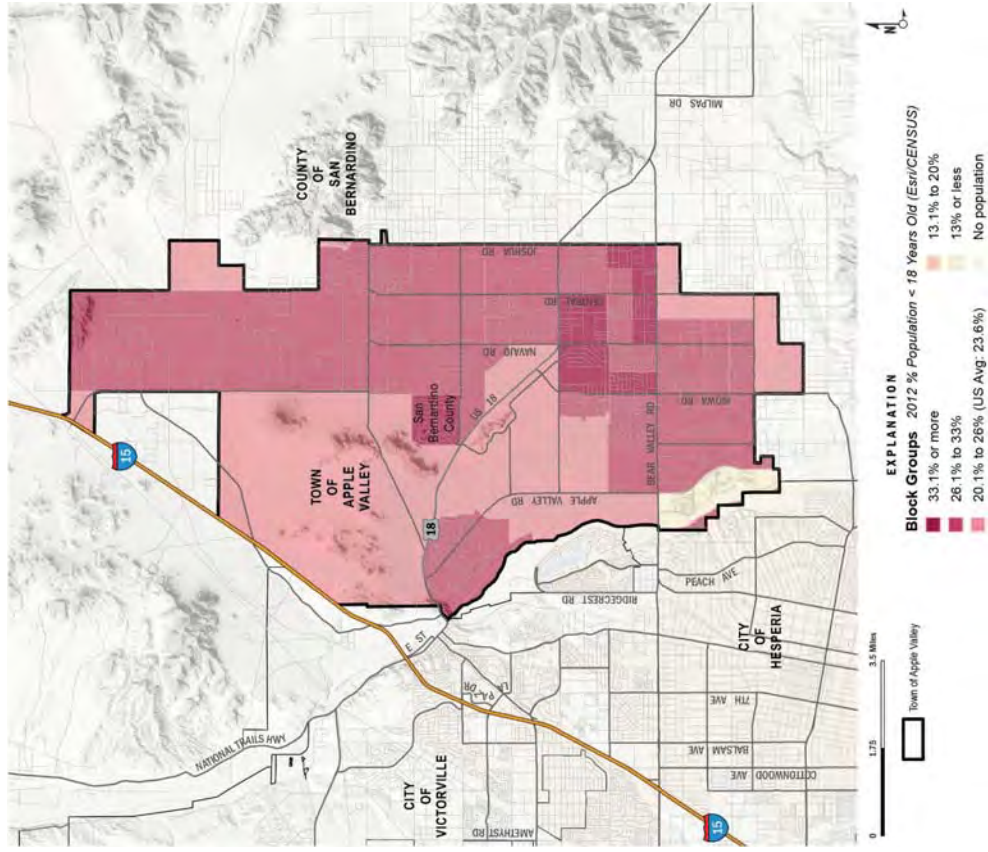 15
COUNTY
OF
SAN
BERNARDINO
TOWN
OF
APPLE
VALLEY
San
Bernardino
County
NATIONAL TRAILS HWY
E ST
18
US 18
NAVAJO RD
CENTRAL RD
JOSHUA RD
MILPAS DR
CITY
OF
VICTORVILLE
AMETHYST RD
LA PAZ DR
APPLE VALLEY RD
BEAR VALLEY RD
KIOWA RD
RIDGECREST RD
PEACH AVE
CITY
OF
HESPERIA
7TH AVE
BALSAM AVE
COTTONWOOD AVE
15
N
0
1.75
3.5 Miles
Town of Apple Valley
EXPLANATION
Block Groups 2012 % Population < 18 Years Old (Esri/CENSUS)
33.1% or more
26.1% to 33%
20.1% to 26% (US Avg: 23.6%)
13.1% to 20%
13% or less
No population